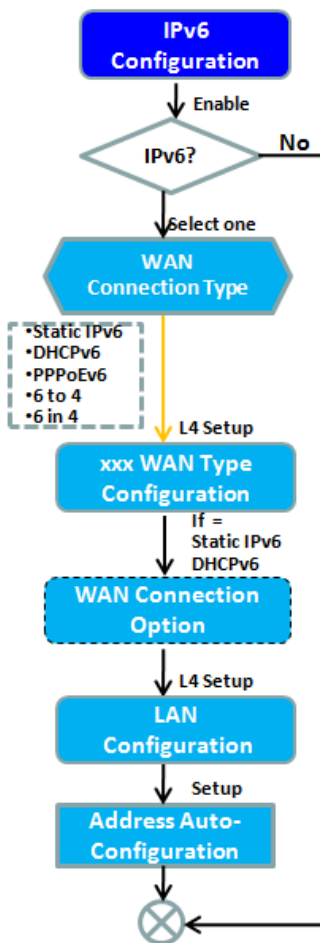 IPv6
Configuration
Enable
IPv6?
No
Select one
WAN
Connection Type
•Static IPv6
•DHCPv6
•PPPoEv6
•6 to 4
•6 in 4
L4 Setup
xxx WAN Type
Configuration
If =
Static IPv6
DHCPv6
WAN Connection
Option
L4 Setup
LAN
Configuration
Setup
Address Auto-
Configuration